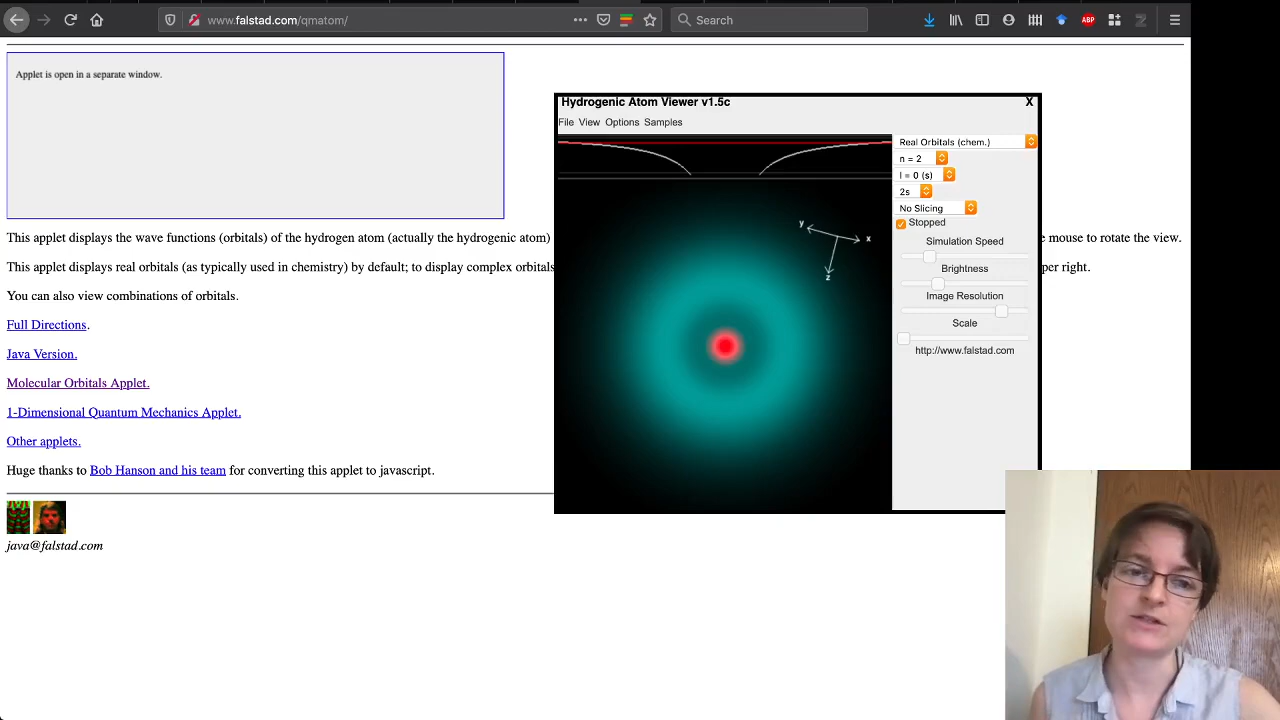 www.falstad.com/qmatom/
Search
ABP
Applet is open in a separate window.
This applet displays the wave functions (orbitals) of the hydrogen atom (actually the hydrogenic atom)
e mouse to rotate the view.
This applet displays real orbitals (as typically used in chemistry) by default; to display complex orbitals
per right.
You can also view combinations of orbitals.
Full Directions.
Java Version.
Molecular Orbitals Applet.
1-Dimensional Quantum Mechanics Applet.
Other applets.
Huge thanks to Bob Hanson and his team for converting this applet to javascript.
java@falstad.com
Hydrogenic Atom Viewer v1.5c
X
File View Options Samples
y
x
z
Real Orbitals (chem.)
n = 2
l = 0 (s)
2s
No Slicing
Stopped
Simulation Speed
Brightness
Image Resolution
Scale
http://www.falstad.com